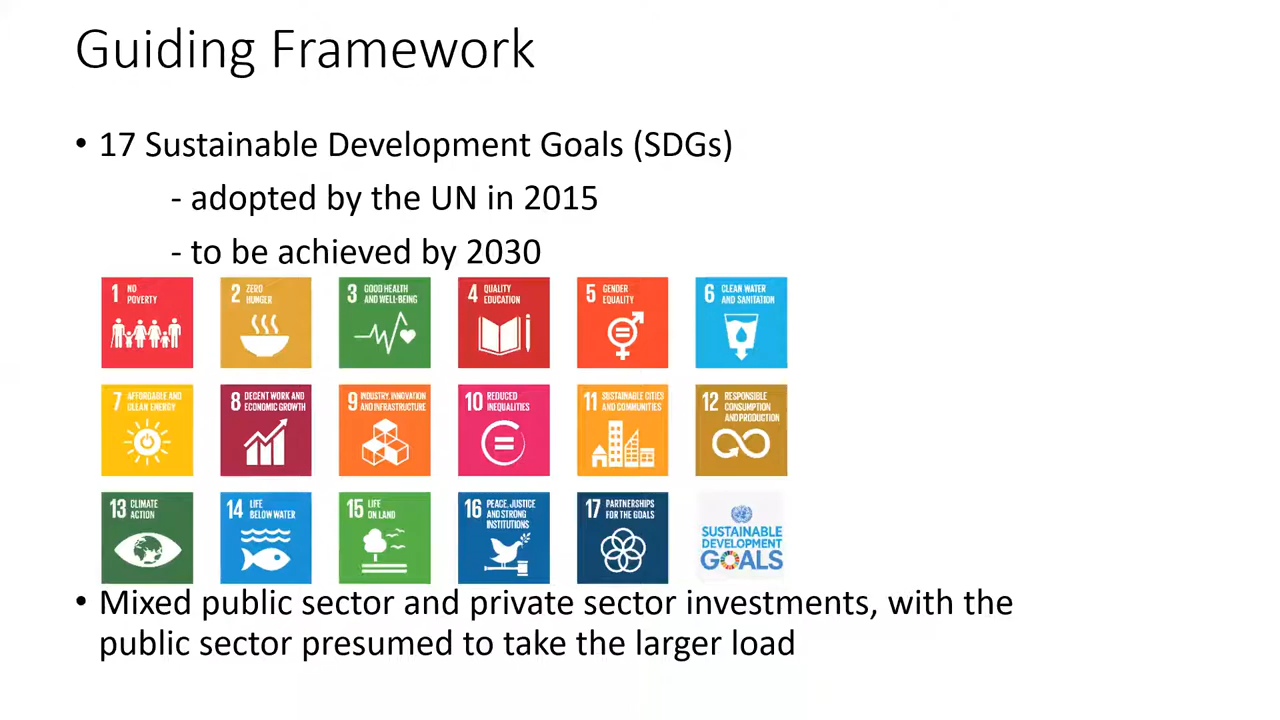 Guiding Framework
• 17 Sustainable Development Goals (SDGs)
- adopted by the UN in 2015
- to be achieved by 2030
1 NO
POVERTY
2 ZERO
HUNGER
3 GOOD HEALTH
AND WELL-BEING
4 QUALITY
EDUCATION
5 GENDER
EQUALITY
6 CLEAN WATER
AND SANITATION
7 AFFORDABLE AND
CLEAN ENERGY
8 DECENT WORK AND
ECONOMIC GROWTH
9 INDUSTRY, INNOVATION
AND INFRASTRUCTURE
10 REDUCED
INEQUALITIES
11 SUSTAINABLE CITIES
AND COMMUNITIES
12 RESPONSIBLE
CONSUMPTION
AND PRODUCTION
13 CLIMATE
ACTION
14 LIFE
BELOW WATER
15 LIFE
ON LAND
16 PEACE, JUSTICE
AND STRONG
INSTITUTIONS
17 PARTNERSHIPS
FOR THE GOALS
SUSTAINABLE
DEVELOPMENT
GOALS
• Mixed public sector and private sector investments, with the
public sector presumed to take the larger load